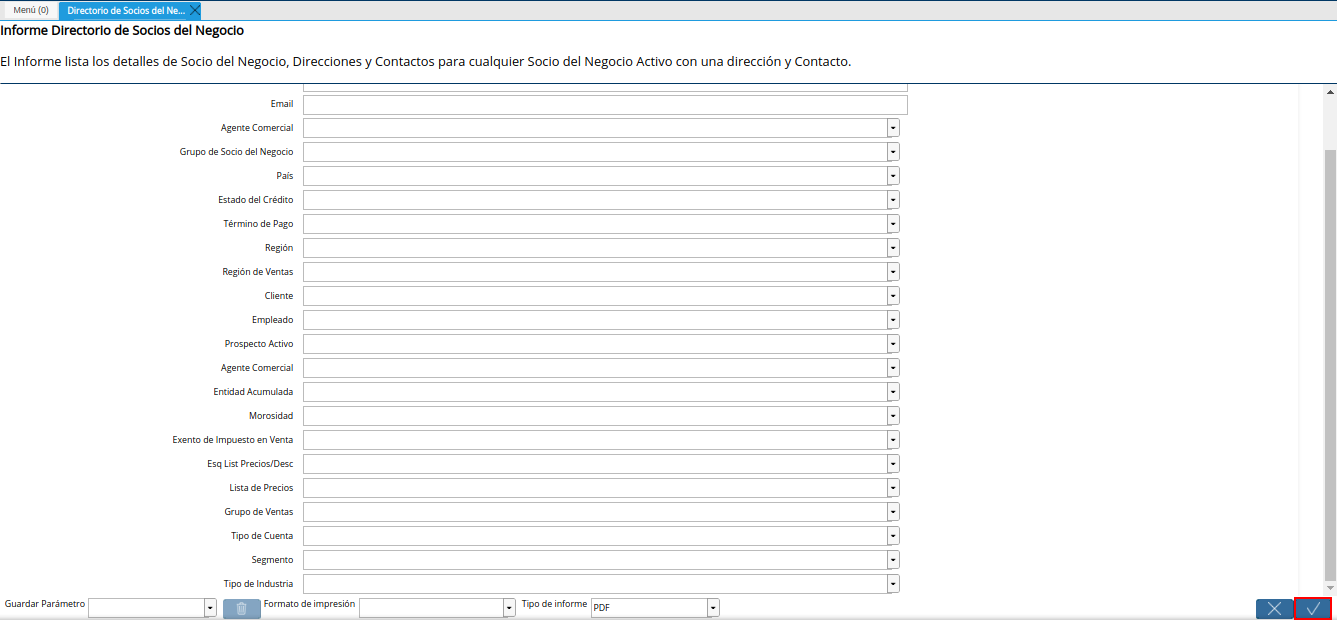 Menú (0)
Directorio de Socios del Ne...
Informe Directorio de Socios del Negocio
El Informe lista los detalles de Socio del Negocio, Direcciones y Contactos para cualquier Socio del Negocio Activo con una dirección y Contacto.
Email
Agente Comercial
Grupo de Socio del Negocio
País
Estado del Crédito
Término de Pago
Región
Región de Ventas
Cliente
Empleado
Prospecto Activo
Agente Comercial
Entidad Acumulada
Morosidad
Exento de Impuesto en Venta
Esq List Precios/Desc
Lista de Precios
Grupo de Ventas
Tipo de Cuenta
Segmento
Tipo de Industria
Guardar Parámetro
Formato de impresión
Tipo de informe
PDF